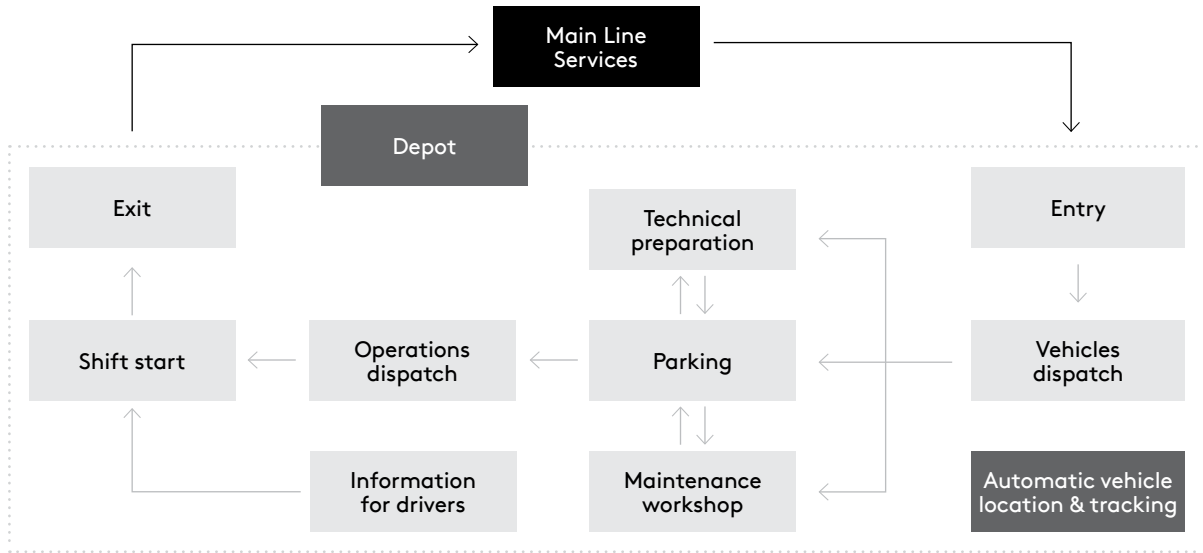 Main Line
Services
Depot
Exit
Technical
preparation
Entry
Shift start
Operations
dispatch
Parking
Vehicles
dispatch
Information
for drivers
Maintenance
workshop
Automatic vehicle
location & tracking